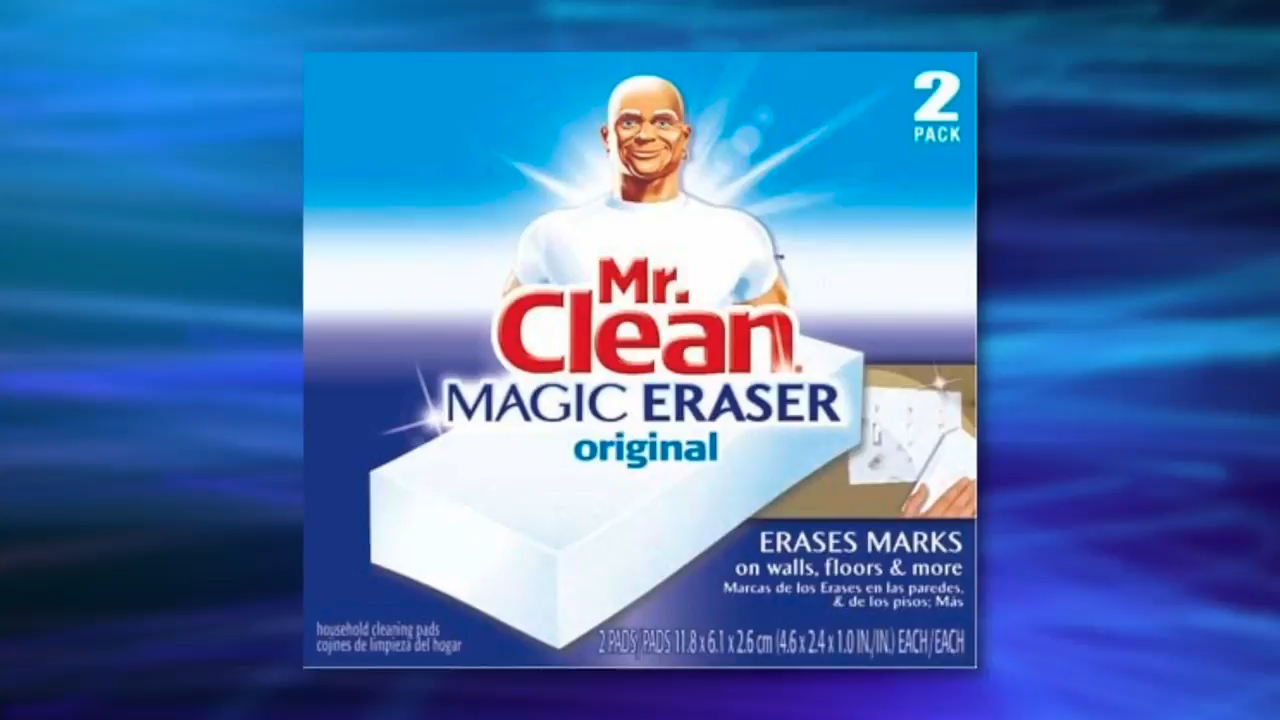 2
PACK
Mr.
Clean
MAGIC ERASER
original
ERASES MARKS
on walls, floors & more
Marcas de los Erases en las paredes,
& de los pisos; Más
household cleaning pads
cojines de limpieza del hogar
2 PADS/PADS 11.8 x 6.1 x 2.6 cm (4.6 x 2.4 x 1.0 IN./IN.) EACH/EACH